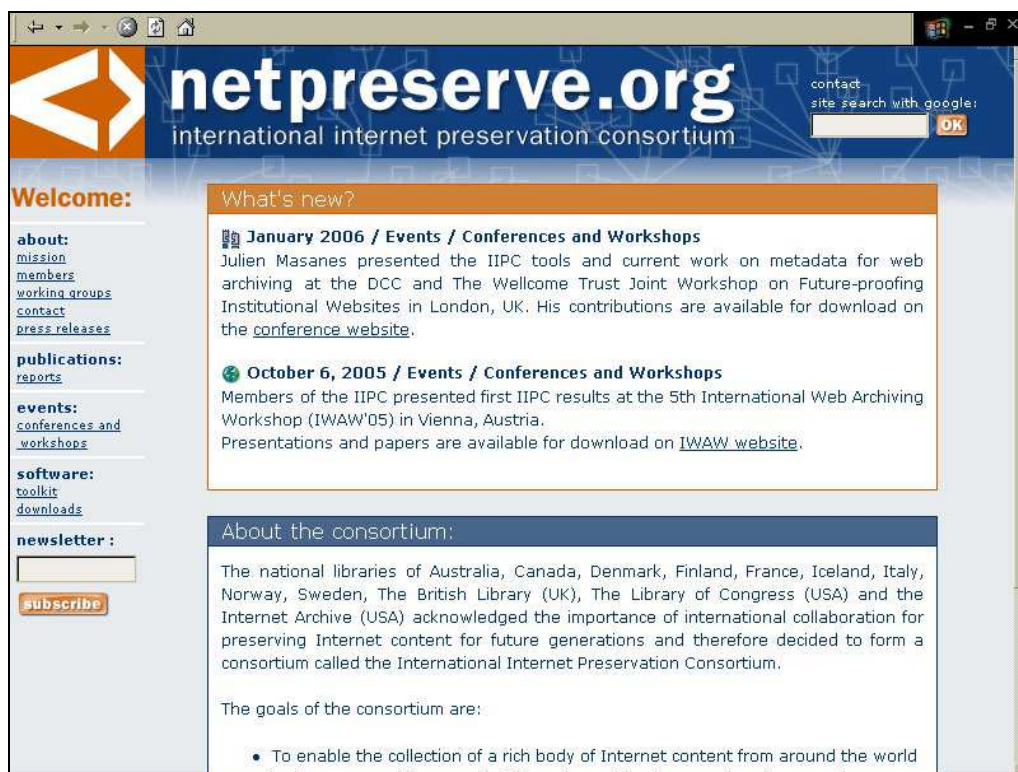 netpreserve.org
international internet preservation consortium
contact
site search with google:
OK
Welcome:
about:
mission
members
working groups
contact
press releases
publications:
reports
events:
conferences and
workshops
software:
toolkit
downloads
newsletter :
subscribe
What's new?
January 2006 / Events / Conferences and Workshops
Julien Masanes presented the IIPC tools and current work on metadata for web
archiving at the DCC and The Wellcome Trust Joint Workshop on Future-proofing
Institutional Websites in London, UK. His contributions are available for download on
the conference website.
October 6, 2005 / Events / Conferences and Workshops
Members of the IIPC presented first IIPC results at the 5th International Web Archiving
Workshop (IWAW'05) in Vienna, Austria.
Presentations and papers are available for download on IWAW website.
About the consortium:
The national libraries of Australia, Canada, Denmark, Finland, France, Iceland, Italy,
Norway, Sweden, The British Library (UK), The Library of Congress (USA) and the
Internet Archive (USA) acknowledged the importance of international collaboration for
preserving Internet content for future generations and therefore decided to form a
consortium called the International Internet Preservation Consortium.
The goals of the consortium are:
• To enable the collection of a rich body of Internet content from around the world